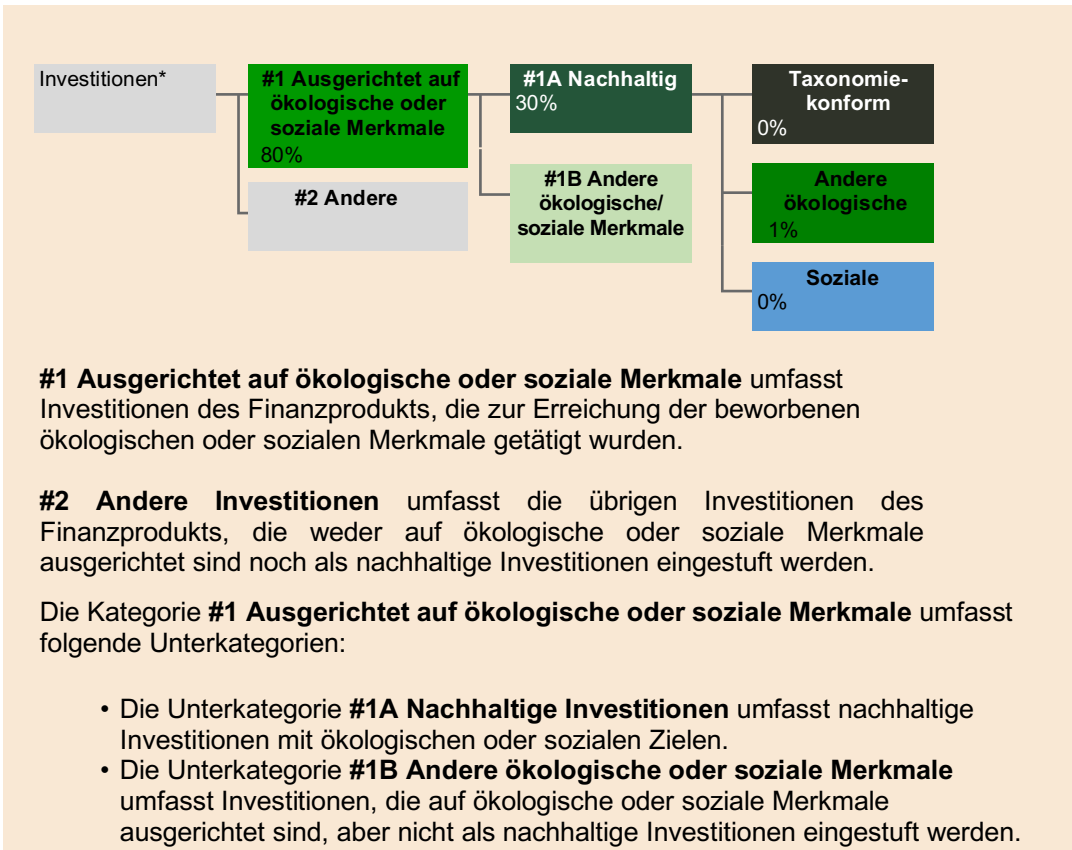 Investitionen*
#1 Ausgerichtet auf
ökologische oder
soziale Merkmale
80%
#2 Andere
#1A Nachhaltig
30%
#1B Andere
ökologische/
soziale Merkmale
Taxonomie-
konform
0%
Andere
ökologische
1%
Soziale
0%
#1 Ausgerichtet auf ökologische oder soziale Merkmale umfasst
Investitionen des Finanzprodukts, die zur Erreichung der beworbenen
ökologischen oder sozialen Merkmale getätigt wurden.
#2 Andere Investitionen umfasst die übrigen Investitionen des
Finanzprodukts, die weder auf ökologische oder soziale Merkmale
ausgerichtet sind noch als nachhaltige Investitionen eingestuft werden.
Die Kategorie #1 Ausgerichtet auf ökologische oder soziale Merkmale umfasst
folgende Unterkategorien:
• Die Unterkategorie #1A Nachhaltige Investitionen umfasst nachhaltige
Investitionen mit ökologischen oder sozialen Zielen.
• Die Unterkategorie #1B Andere ökologische oder soziale Merkmale
umfasst Investitionen, die auf ökologische oder soziale Merkmale
ausgerichtet sind, aber nicht als nachhaltige Investitionen eingestuft werden.